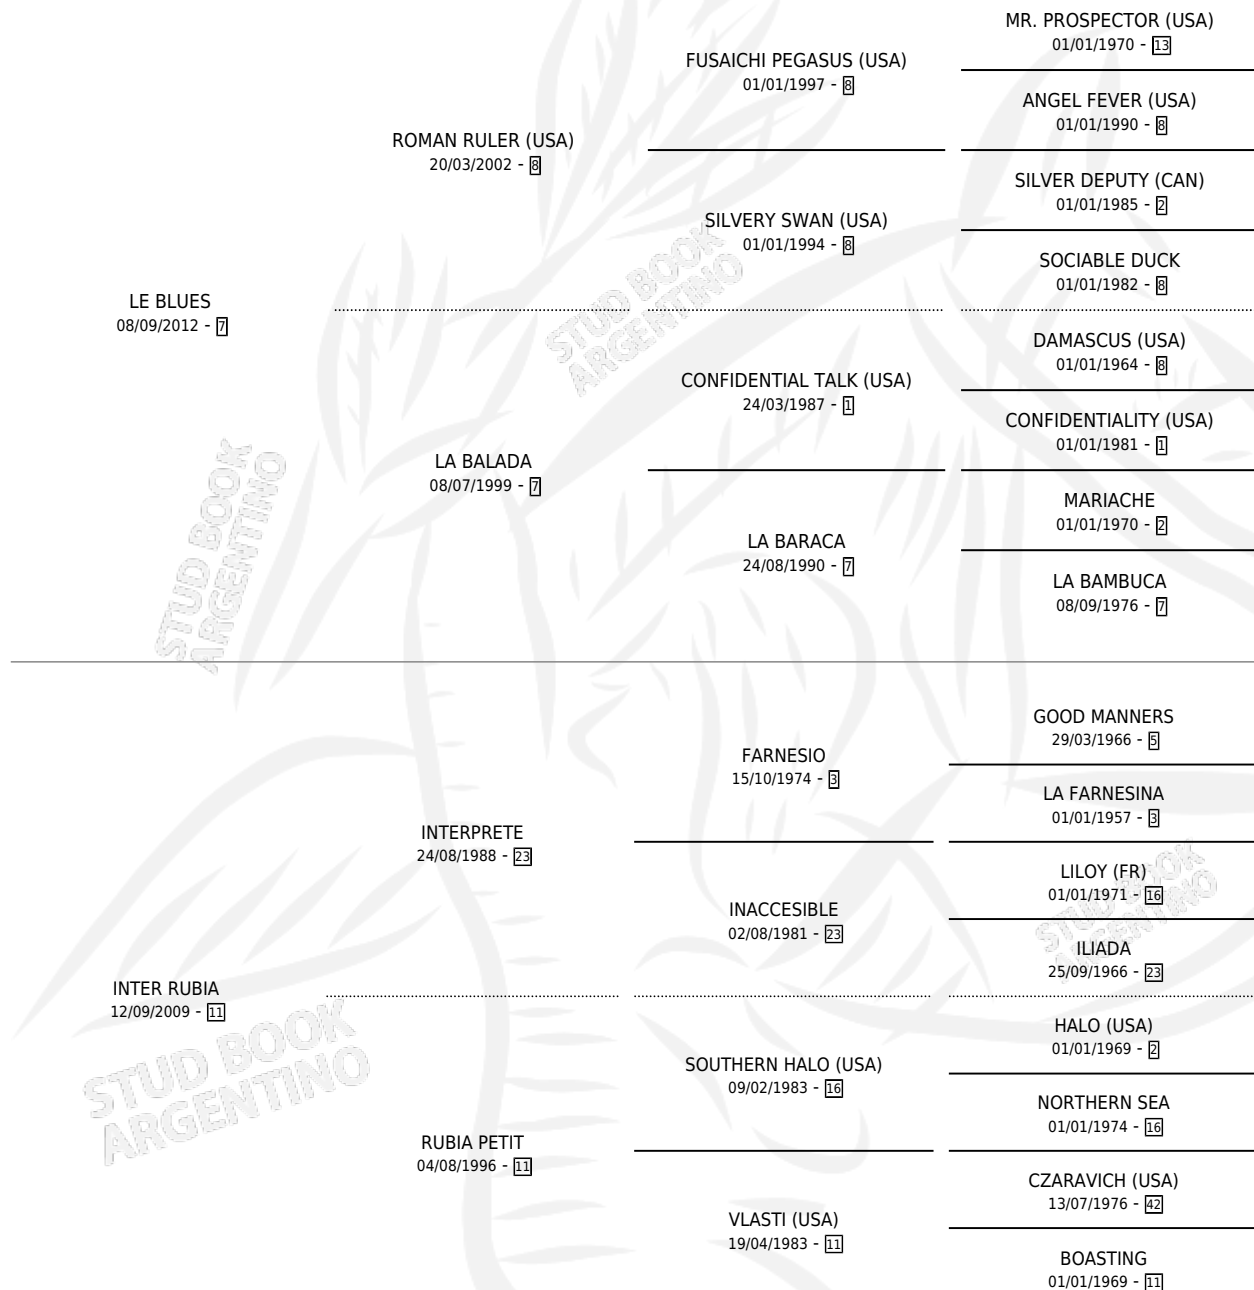 MR. PROSPECTOR (USA)
01/01/1970 - 13
FUSAICHI PEGASUS (USA)
01/01/1997 - 8
ANGEL FEVER (USA)
01/01/1990 - 8
ROMAN RULER (USA)
20/03/2002 - 8
SILVER DEPUTY (CAN)
01/01/1985 - 2
SILVERY SWAN (USA)
01/01/1994 - 8
SOCIABLE DUCK
01/01/1982 - 8
STUD BOOK
ARGENTINO
LE BLUES
08/09/2012 - 7
DAMASCUS (USA)
01/01/1964 - 8
CONFIDENTIAL TALK (USA)
24/03/1987 - 1
CONFIDENTIALITY (USA)
01/01/1981 - 1
LA BALADA
08/07/1999 - 7
MARIACHE
01/01/1970 - 2
LA BARACA
24/08/1990 - 7
LA BAMBUCA
08/09/1976 - 7
STUD BOOK
ARGENTINO
GOOD MANNERS
29/03/1966 - 5
FARNESIO
15/10/1974 - 3
LA FARNESINA
01/01/1957 - 3
INTERPRETE
24/08/1988 - 23
LILOY (FR)
01/01/1971 - 16
INACCESIBLE
02/08/1981 - 23
ILIADA
25/09/1966 - 23
STUD BOOK
ARGENTINO
INTER RUBIA
12/09/2009 - 11
HALO (USA)
01/01/1969 - 2
SOUTHERN HALO (USA)
09/02/1983 - 16
NORTHERN SEA
01/01/1974 - 16
STUD BOOK
ARGENTINO
RUBIA PETIT
04/08/1996 - 11
CZARAVICH (USA)
13/07/1976 - 42
VLASTI (USA)
19/04/1983 - 11
BOASTING
01/01/1969 - 11